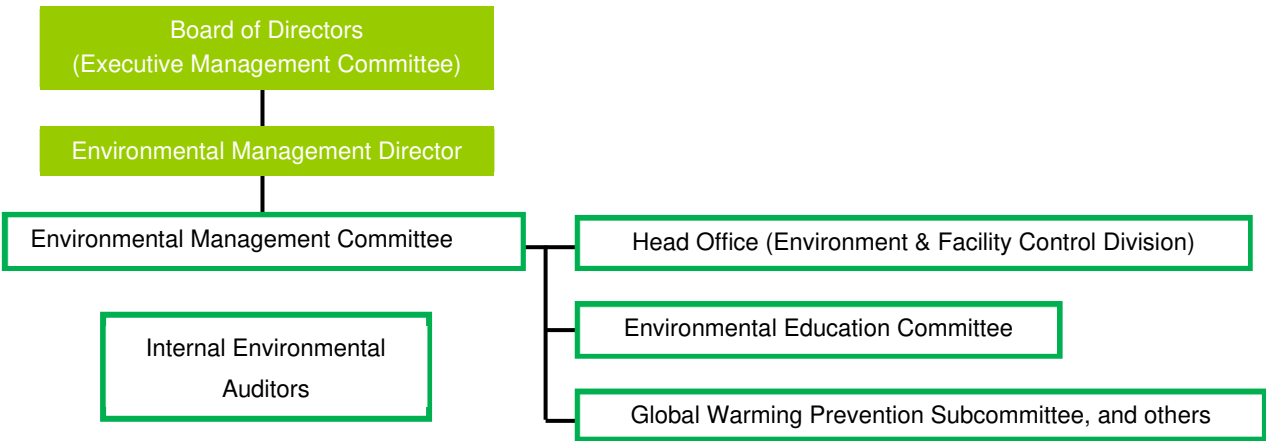 Board of Directors
(Executive Management Committee)
Environmental Management Director
Environmental Management Committee
Head Office (Environment & Facility Control Division)
Environmental Education Committee
Internal Environmental
Auditors
Global Warming Prevention Subcommittee, and others